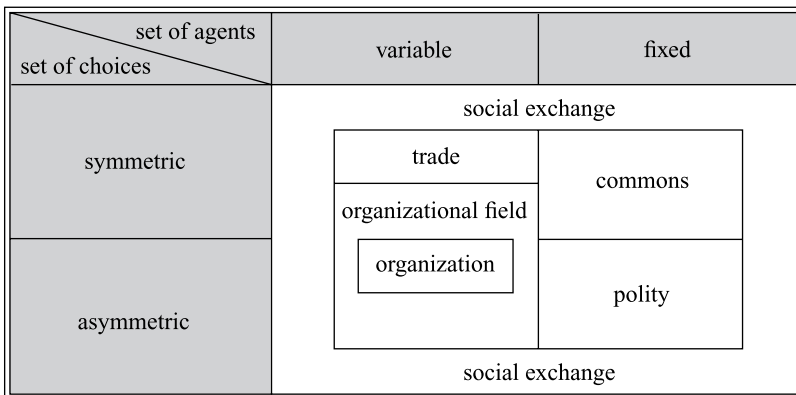 set of agents
set of choices
variable
fixed
social exchange
symmetric
trade
commons
organizational field
organization
asymmetric
polity
social exchange